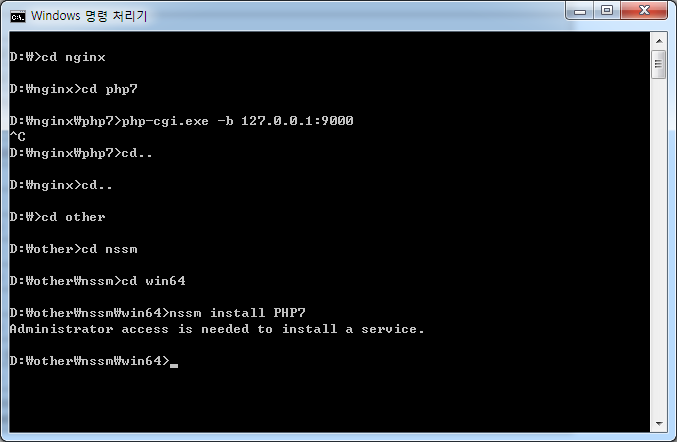 Windows 명령 처리기
D:₩>cd nginx
D:₩nginx>cd php7
D:₩nginx₩php7>php-cgi.exe -b 127.0.0.1:9000
^C
D:₩nginx₩php7>cd..
D:₩nginx>cd..
D:₩>cd other
D:₩other>cd nssm
D:₩other₩nssm>cd win64
D:₩other₩nssm₩win64>nssm install PHP7
Administrator access is needed to install a service.
D:₩other₩nssm₩win64>_